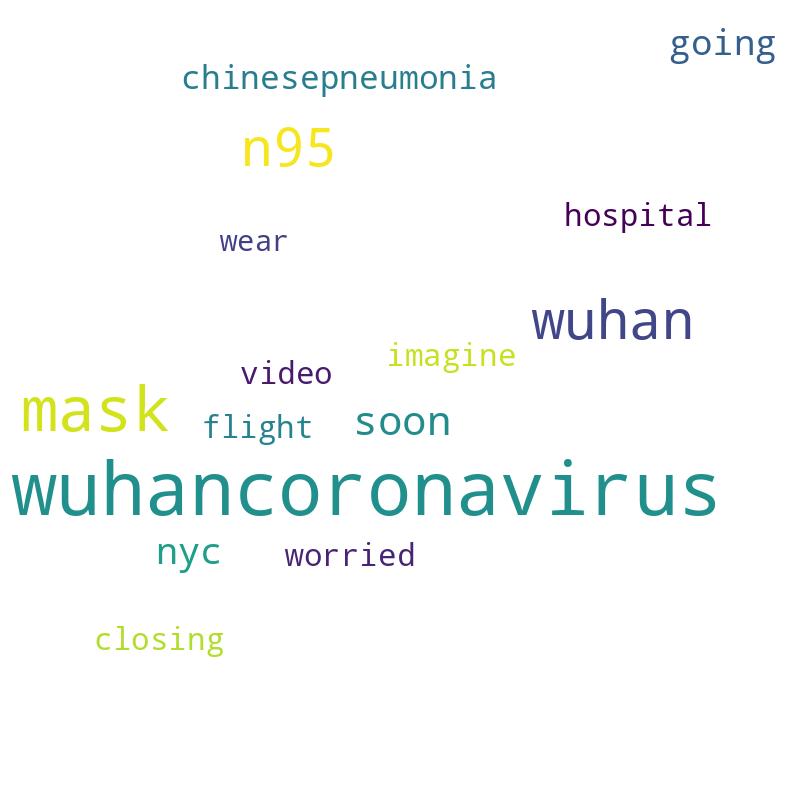 going
chinesepneumonia
n95
hospital
wear
wuhan
imagine
video
mask
soon
flight
wuhancoronavirus
nyc
worried
closing